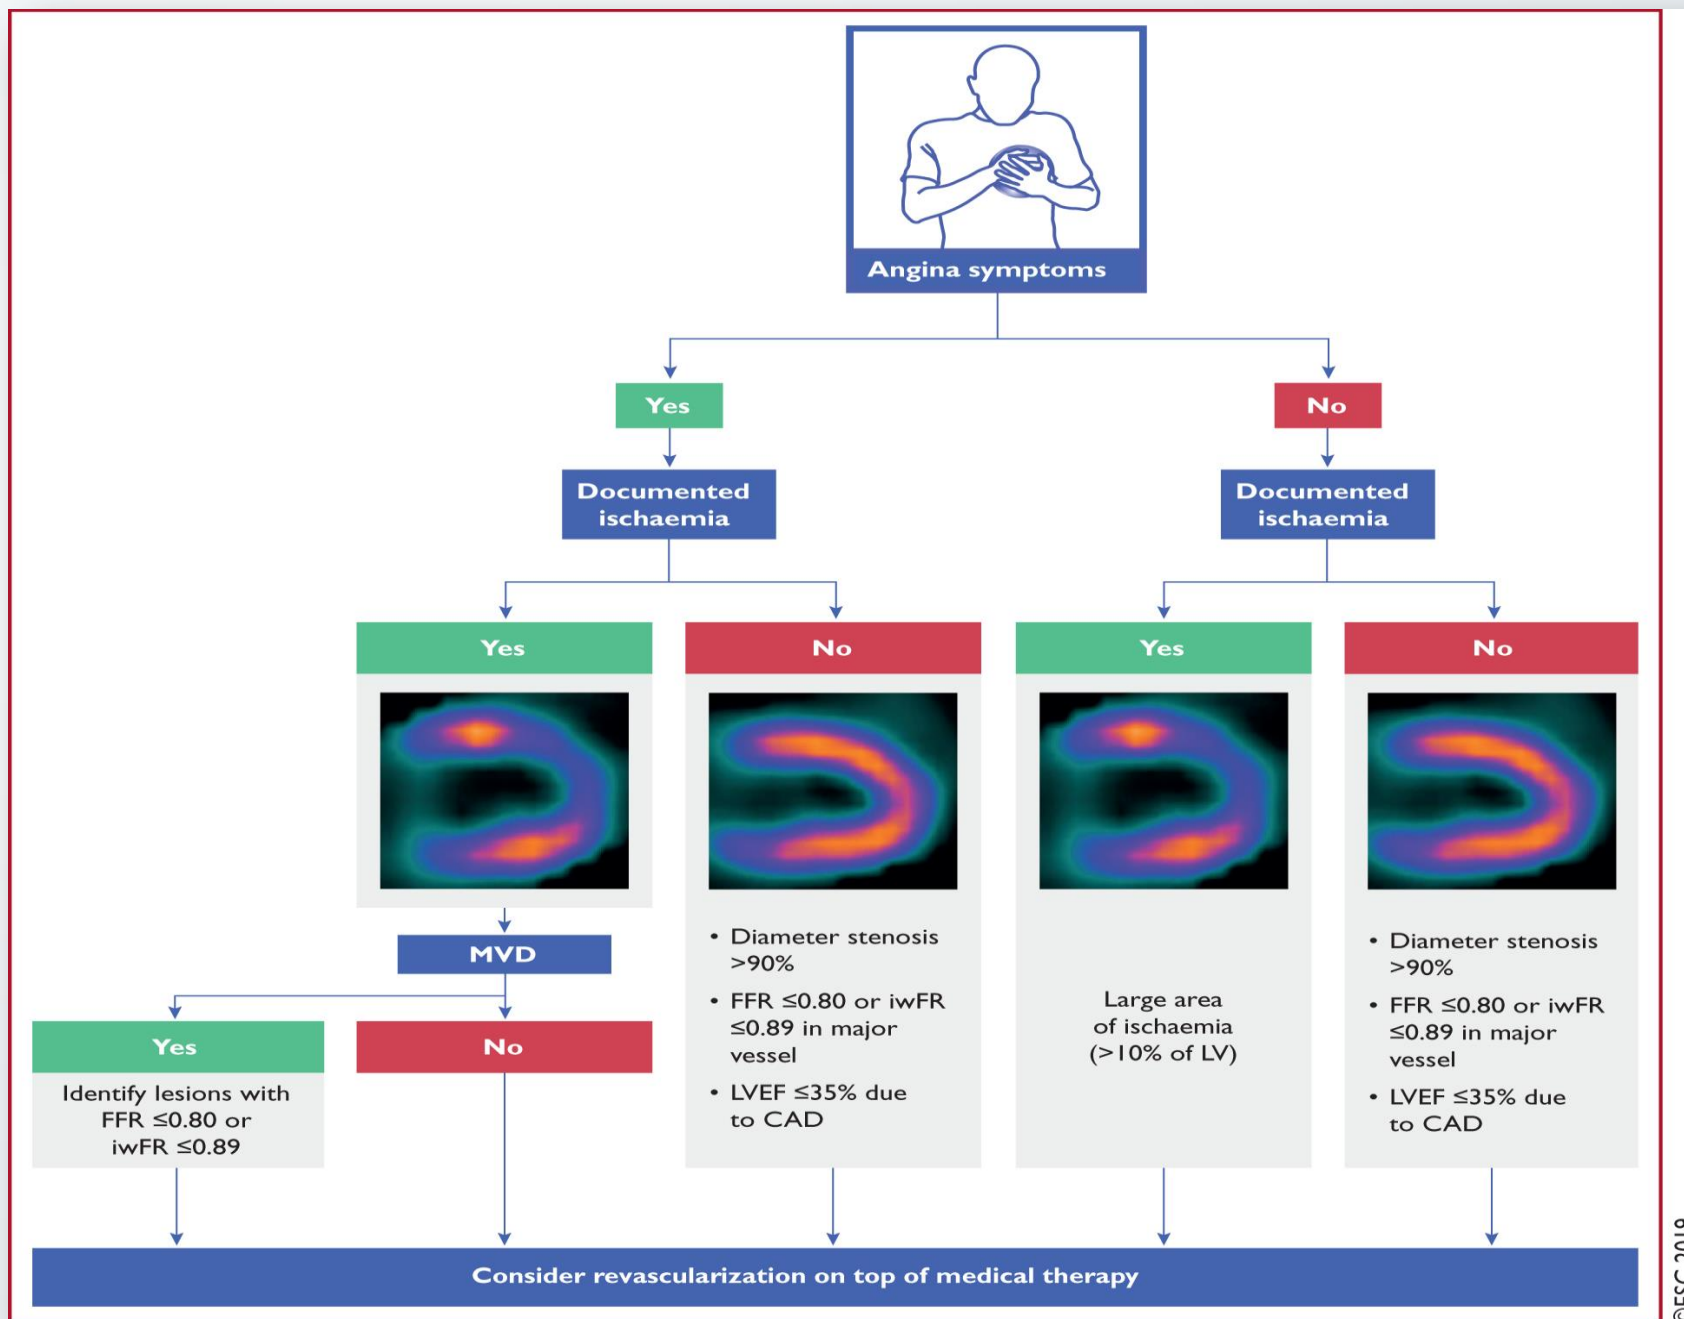 Angina symptoms
Yes
No
Documented
ischaemia
Documented
ischaemia
Yes
No
Yes
No
MVD
Yes
No
Identify lesions with
FFR ≤0.80 or
iwFR ≤0.89
• Diameter stenosis
>90%
• FFR ≤0.80 or iwFR
≤0.89 in major
vessel
• LVEF ≤35% due
to CAD
Large area
of ischaemia
(>10% of LV)
• Diameter stenosis
>90%
• FFR ≤0.80 or iwFR
≤0.89 in major
vessel
• LVEF ≤35% due
to CAD
Consider revascularization on top of medical therapy
©ESC 2019